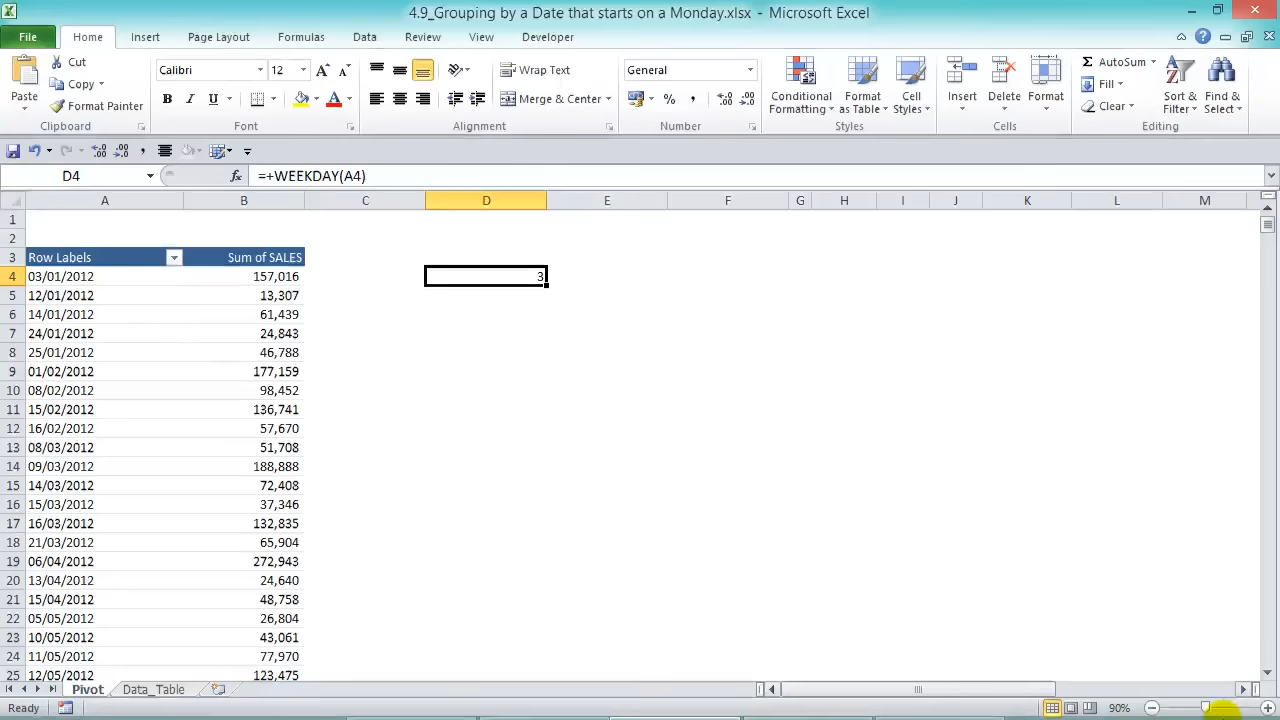 4.9_Grouping by a Date that starts on a Monday.xlsx - Microsoft Excel
File Home Insert Page Layout Formulas Data Review View Developer
Paste
Cut
Copy
Format Painter
Clipboard
Calibri 12
B I U
Font
Wrap Text
Merge & Center
Alignment
General
%
Number
Conditional Formatting
Format as Table
Cell Styles
Styles
Insert
Delete
Format
Cells
AutoSum
Fill
Clear
Sort & Filter
Find & Select
Editing
D4 fx =+WEEKDAY(A4)
A B C D E F G H I J K L M
1
2
3 Row Labels Sum of SALES
4 03/01/2012 157,016 3
5 12/01/2012 13,307
6 14/01/2012 61,439
7 24/01/2012 24,843
8 25/01/2012 46,788
9 01/02/2012 177,159
10 08/02/2012 98,452
11 15/02/2012 136,741
12 16/02/2012 57,670
13 08/03/2012 51,708
14 09/03/2012 188,888
15 14/03/2012 72,408
16 15/03/2012 37,346
17 16/03/2012 132,835
18 21/03/2012 65,904
19 06/04/2012 272,943
20 13/04/2012 24,640
21 15/04/2012 48,758
22 05/05/2012 26,804
23 10/05/2012 43,061
24 11/05/2012 77,970
25 12/05/2012 123,475
Pivot Data_Table
Ready 90%